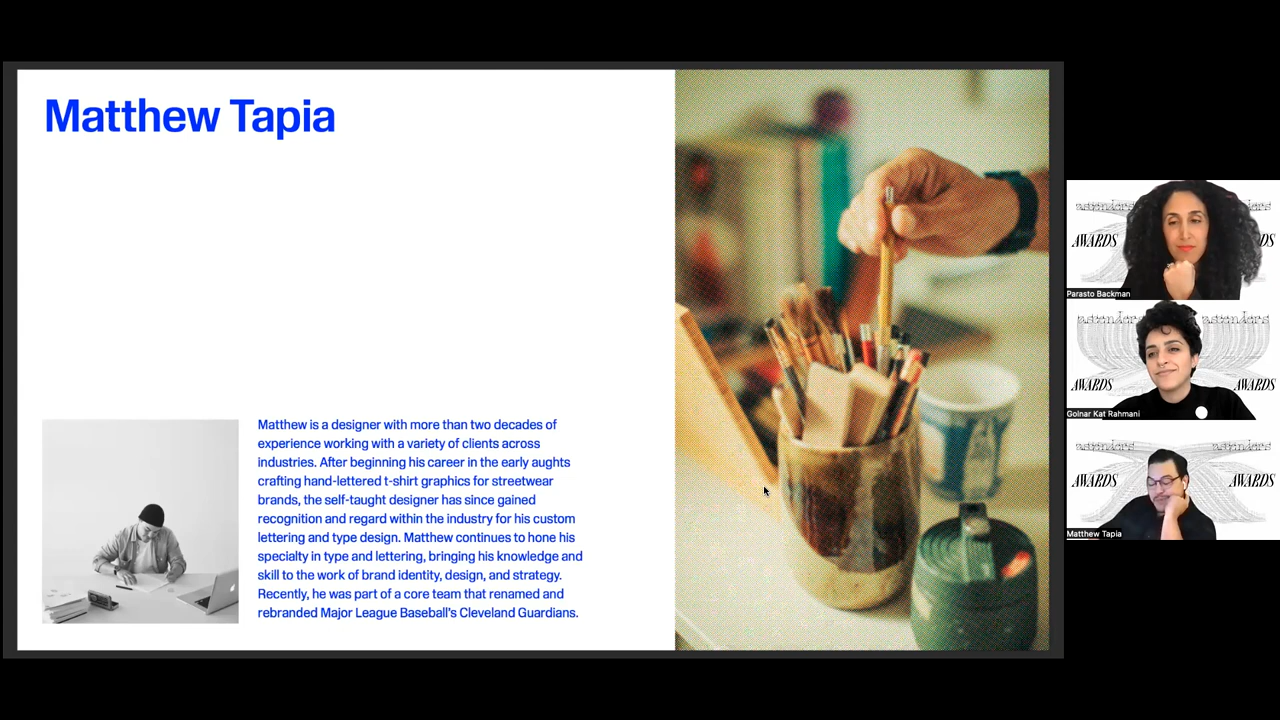 Matthew Tapia
Matthew is a designer with more than two decades of
experience working with a variety of clients across
industries. After beginning his career in the early aughts
crafting hand-lettered t-shirt graphics for streetwear
brands, the self-taught designer has since gained
recognition and regard within the industry for his custom
lettering and type design. Matthew continues to hone his
specialty in type and lettering, bringing his knowledge and
skill to the work of brand identity, design, and strategy.
Recently, he was part of a core team that renamed and
rebranded Major League Baseball's Cleveland Guardians.
AWARDS
DS
Parasto Backman
AWARDS
AWARDS
Golnar Kat Rahmani
AWARDS
AWARDS
Matthew Tapia